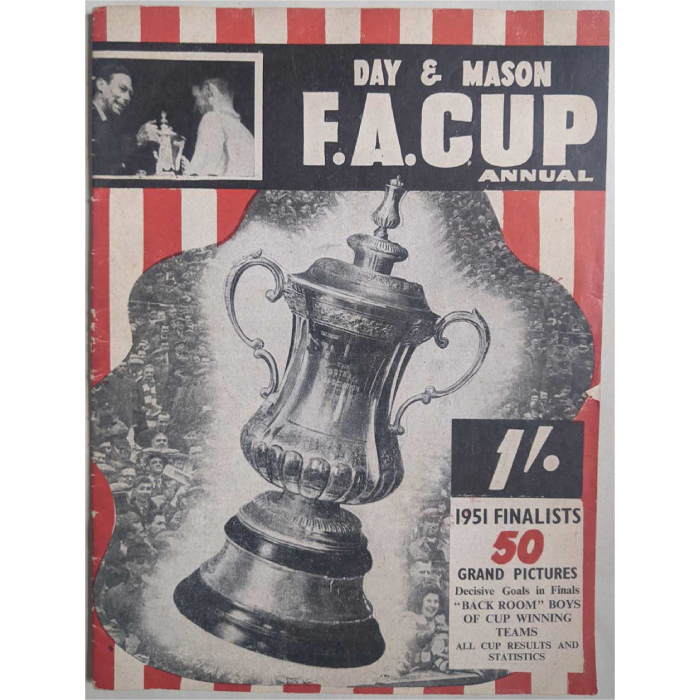 DAY & MASON
F.A.CUP
ANNUAL
1/-
1951 FINALISTS
50
GRAND PICTURES
Decisive Goals in Finals
"BACK ROOM" BOYS
OF CUP WINNING
TEAMS
ALL CUP RESULTS AND
STATISTICS